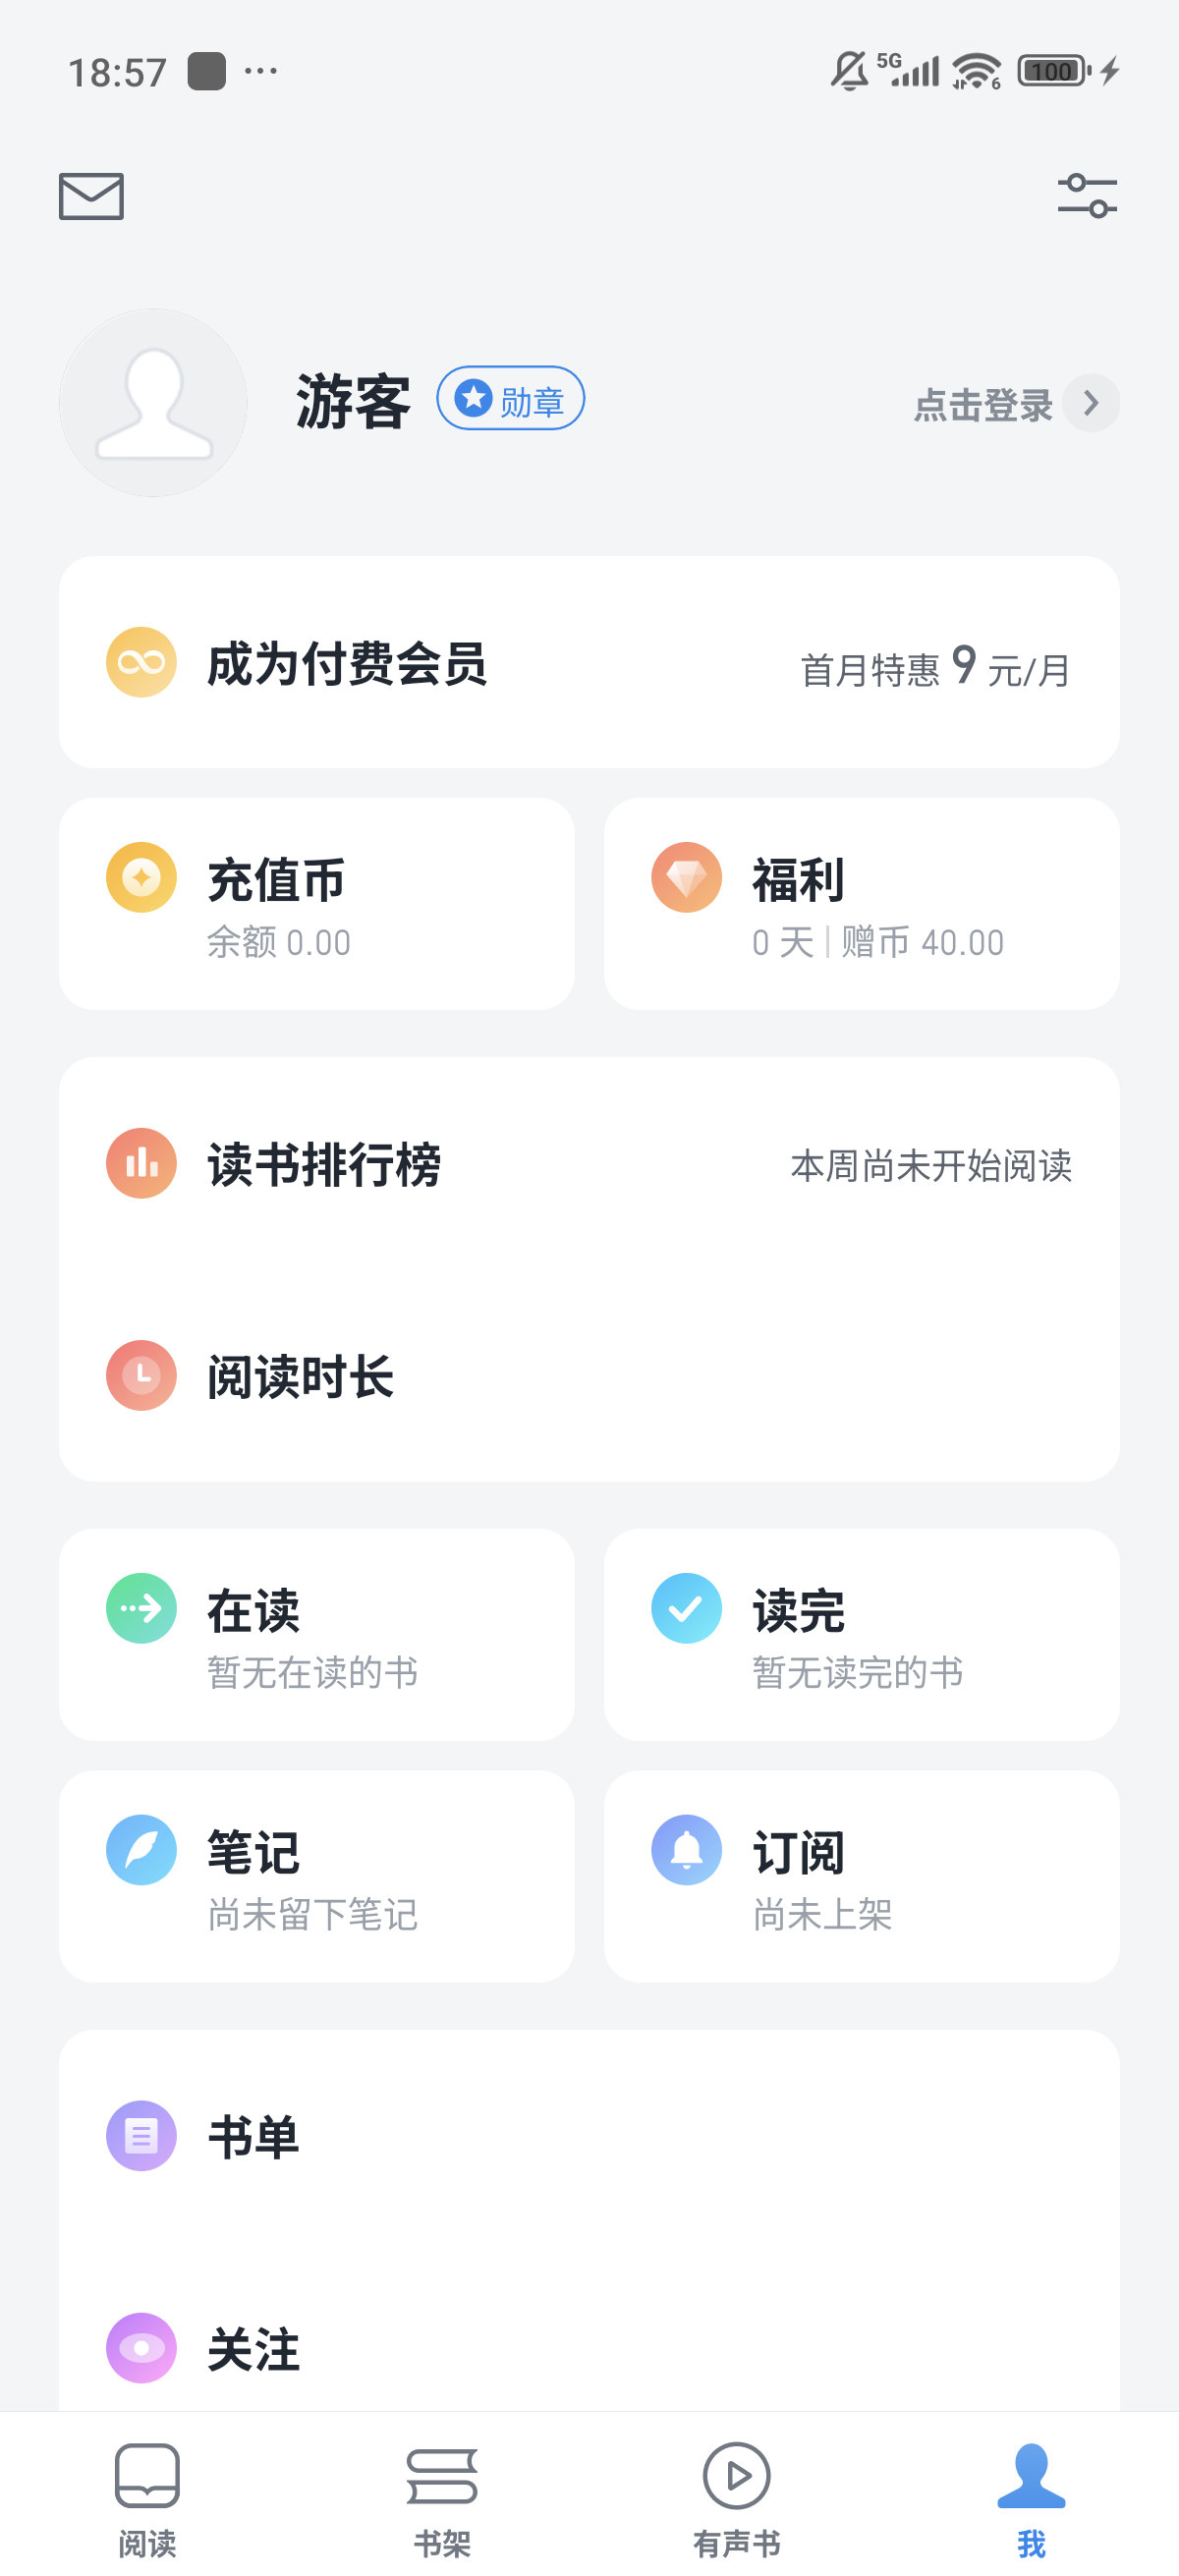 18:57
5G
6
100
游客
勋章
点击登录
成为付费会员
首月特惠 9 元/月
充值币
余额 0.00
福利
0 天 | 赠币 40.00
读书排行榜
本周尚未开始阅读
阅读时长
在读
暂无在读的书
读完
暂无读完的书
笔记
尚未留下笔记
订阅
尚未上架
书单
关注
阅读
书架
有声书
我